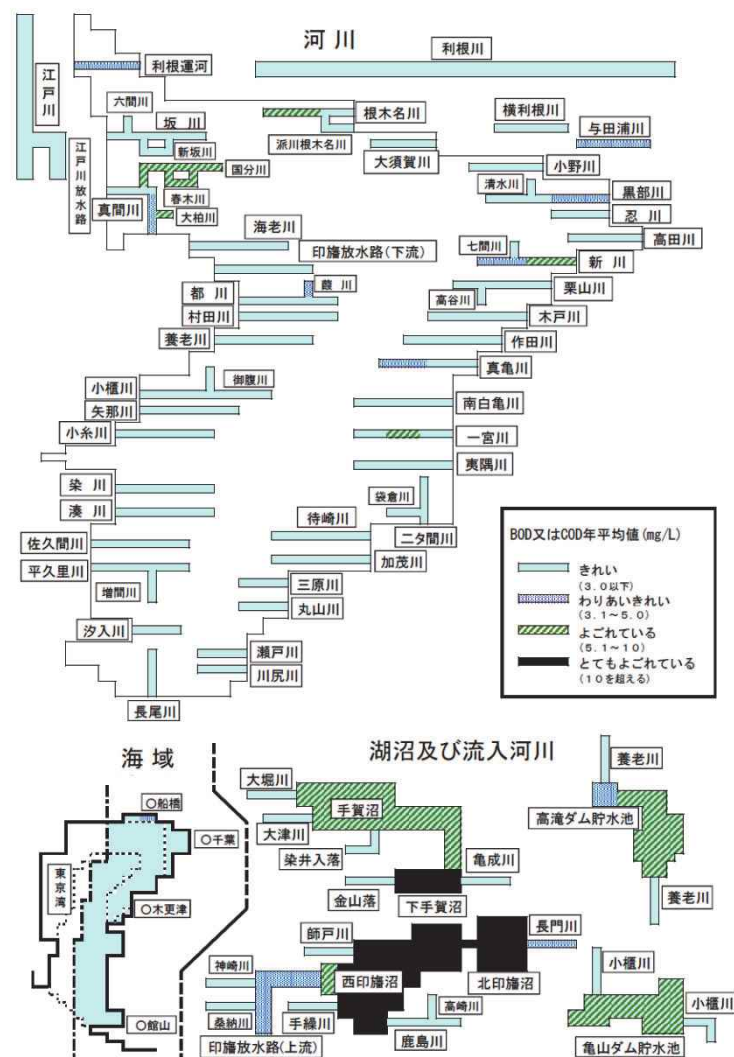 河川
利根川
江戸川
利根運河
六間川
坂川
新坂川
江戸川放水路
国分川
春木川
真間川
大柏川
根木名川
派川根木名川
大須賀川
横利根川
与田浦川
小野川
清水川
黒部川
忍川
高田川
海老川
印旛放水路(下流)
七間川
新川
都川
葭川
村田川
養老川
高谷川
栗山川
木戸川
作田川
真亀川
小櫃川
御腹川
矢那川
小糸川
南白亀川
一宮川
夷隅川
染川
湊川
袋倉川
待崎川
二タ間川
佐久間川
平久里川
増間川
加茂川
三原川
丸山川
汐入川
瀬戸川
川尻川
長尾川
BOD又はCOD年平均値(mg/L)
きれい
(3.0以下)
わりあいきれい
(3.1~5.0)
よごれている
(5.1~10)
とてもよごれている
(10を超える)
海域
○船橋
○千葉
東京湾
○木更津
○館山
湖沼及び流入河川
大堀川
手賀沼
大津川
染井入落
亀成川
金山落
下手賀沼
養老川
高滝ダム貯水池
養老川
師戸川
長門川
神崎川
西印旛沼
北印旛沼
桑納川
手繰川
高崎川
印旛放水路(上流)
鹿島川
小櫃川
小櫃川
亀山ダム貯水池